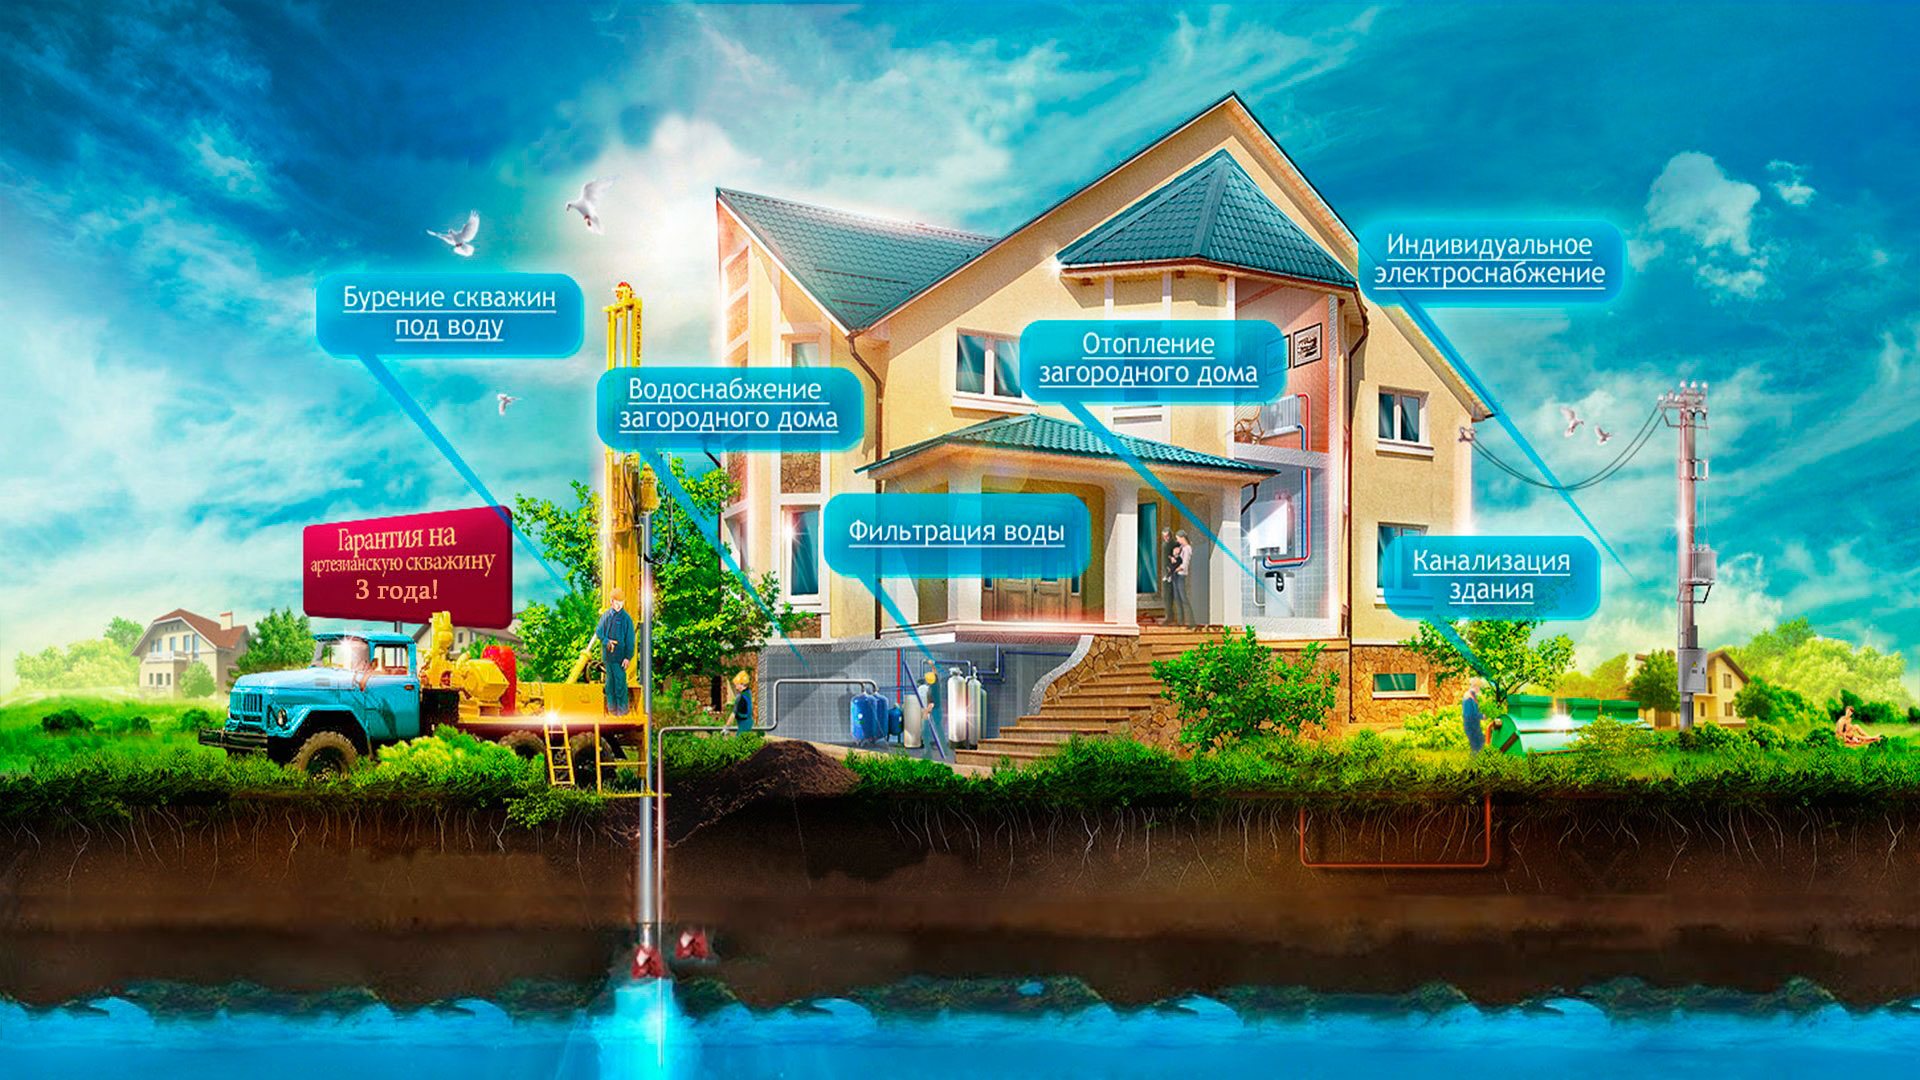 Индивидуальное
электроснабжение
Бурение скважин
под воду
Отопление
загородного дома
Водоснабжение
загородного дома
Фильтрация воды
Гарантия на
артезианскую скважину
3 года!
Канализация
здания